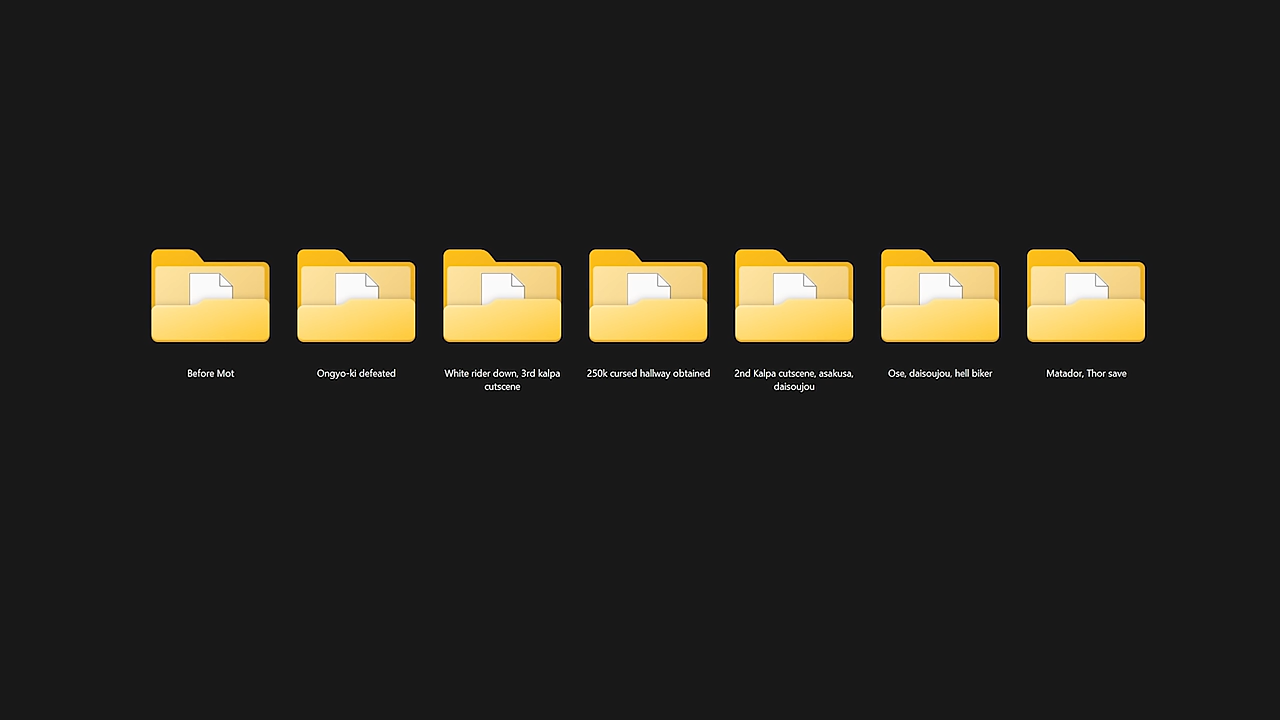 Before Mot
Ongyo-ki defeated
White rider down, 3rd kalpa
cutscene
250k cursed hallway obtained
2nd Kalpa cutscene, asakusa,
daisoujou
Ose, daisoujou, hell biker
Matador, Thor save